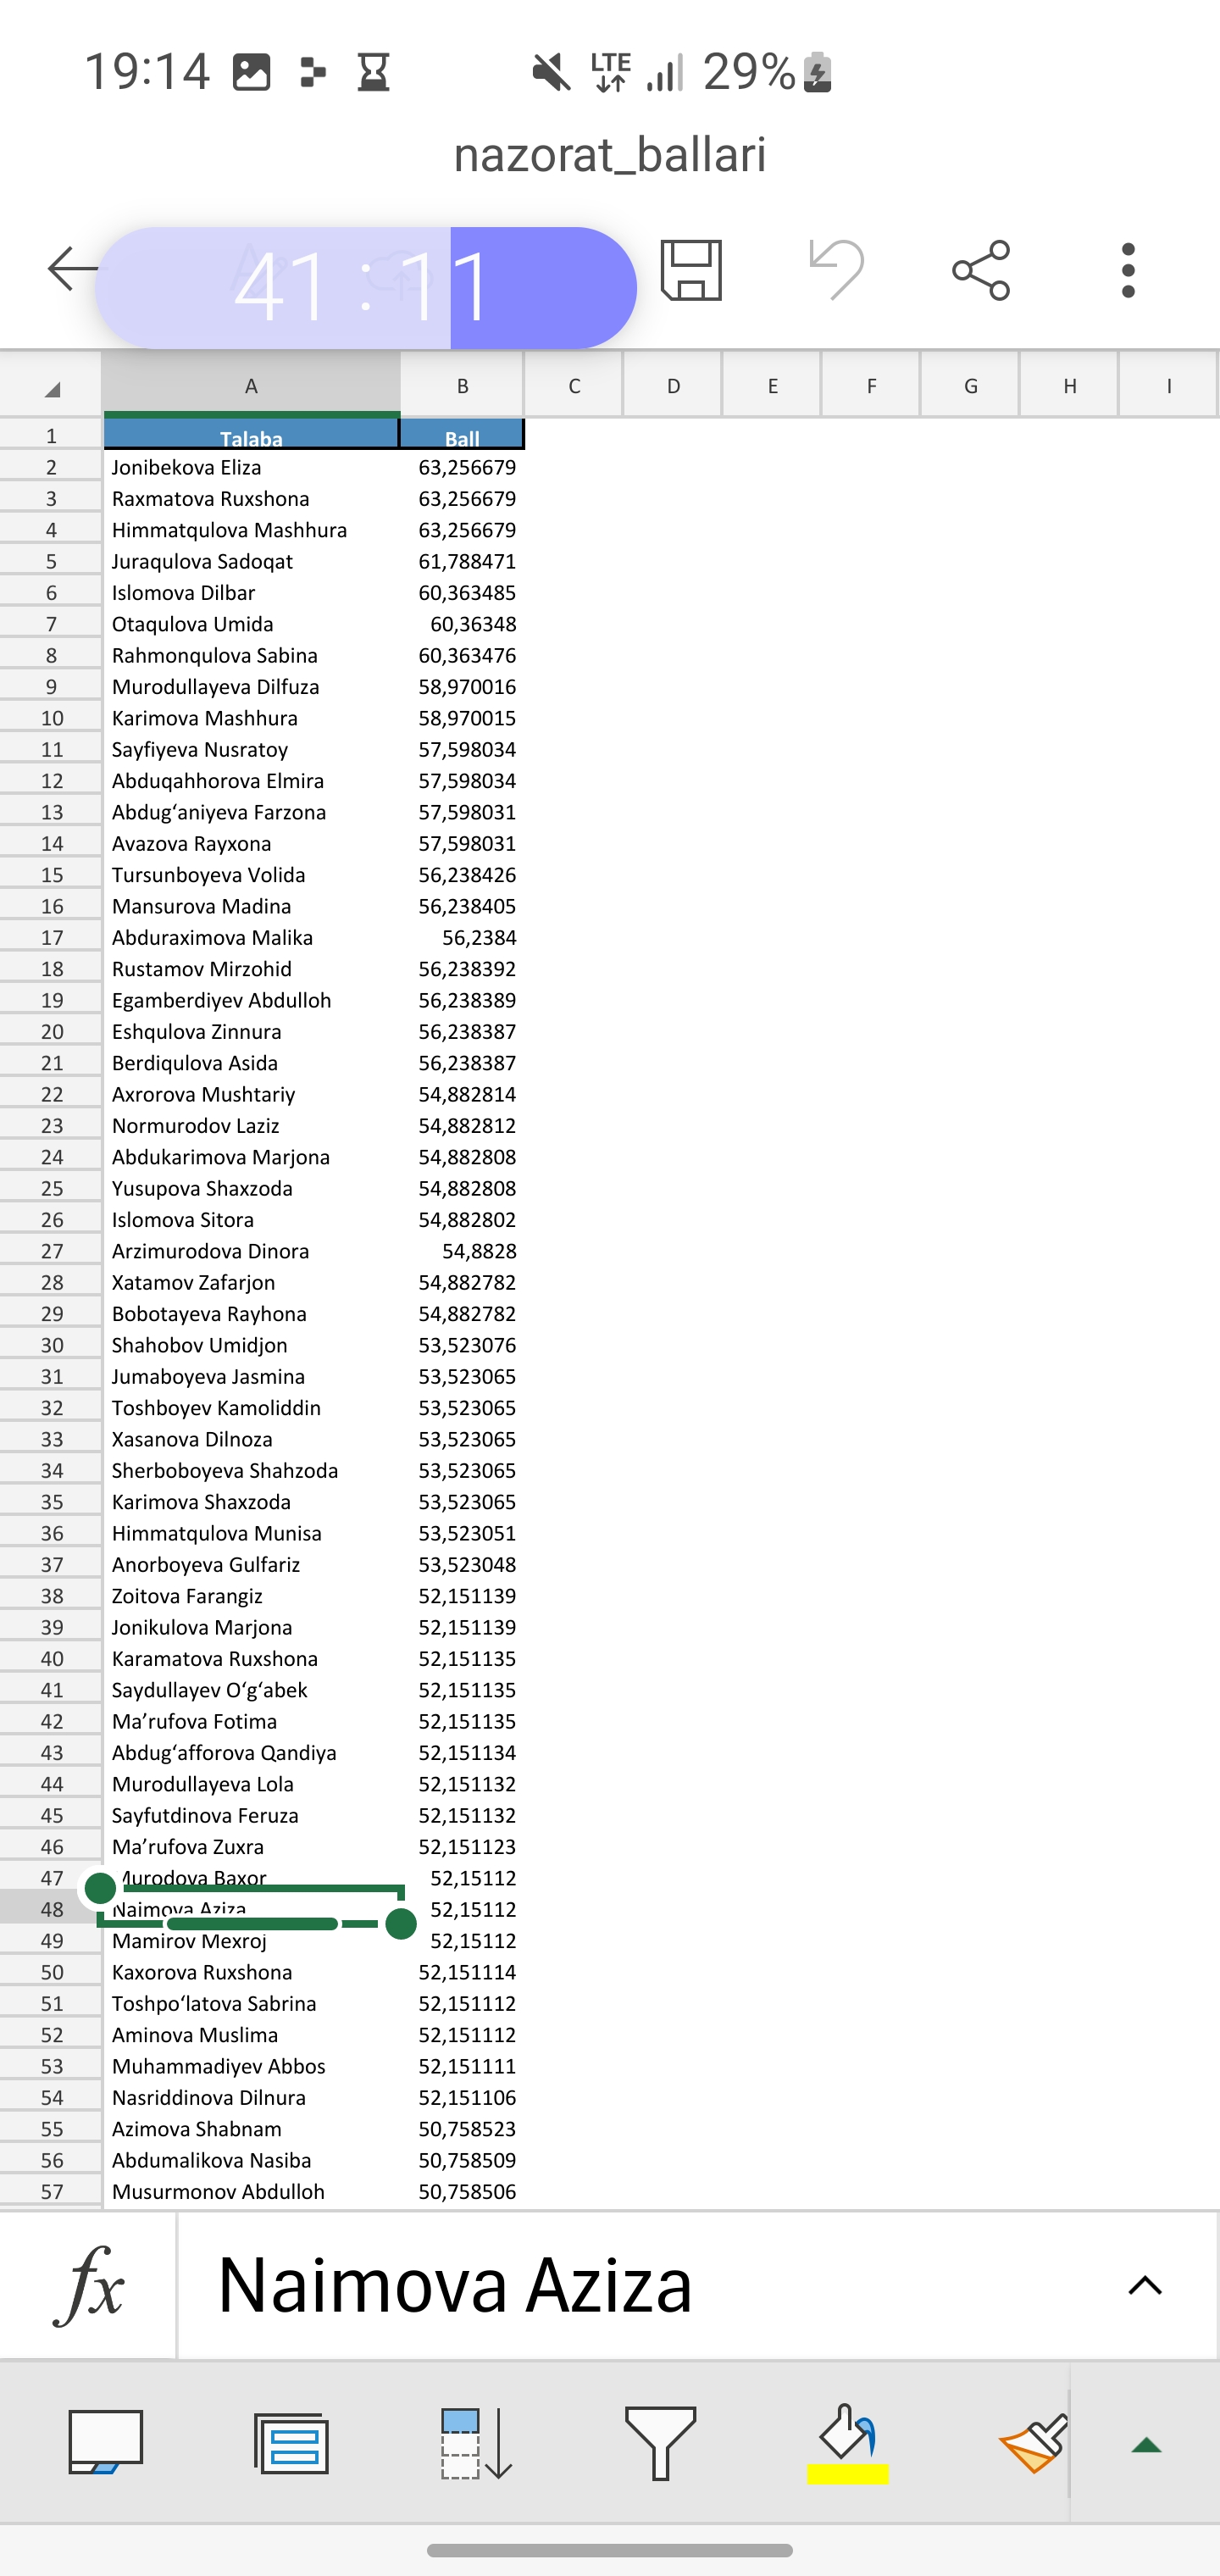 19:14 LTE 29%
nazorat_ballari
41:11
A B C D E F G H I
1 Talaba Ball
2 Jonibekova Eliza 63,256679
3 Raxmatova Ruxshona 63,256679
4 Himmatqulova Mashhura 63,256679
5 Juraqulova Sadoqat 61,788471
6 Islomova Dilbar 60,363485
7 Otaqulova Umida 60,36348
8 Rahmonqulova Sabina 60,363476
9 Murodullayeva Dilfuza 58,970016
10 Karimova Mashhura 58,970015
11 Sayfiyeva Nusratoy 57,598034
12 Abduqahhorova Elmira 57,598034
13 Abdug‘aniyeva Farzona 57,598031
14 Avazova Rayxona 57,598031
15 Tursunboyeva Volida 56,238426
16 Mansurova Madina 56,238405
17 Abduraximova Malika 56,2384
18 Rustamov Mirzohid 56,238392
19 Egamberdiyev Abdulloh 56,238389
20 Eshqulova Zinnura 56,238387
21 Berdiqulova Asida 56,238387
22 Axrorova Mushtariy 54,882814
23 Normurodov Laziz 54,882812
24 Abdukarimova Marjona 54,882808
25 Yusupova Shaxzoda 54,882808
26 Islomova Sitora 54,882802
27 Arzimurodova Dinora 54,8828
28 Xatamov Zafarjon 54,882782
29 Bobotayeva Rayhona 54,882782
30 Shahobov Umidjon 53,523076
31 Jumaboyeva Jasmina 53,523065
32 Toshboyev Kamoliddin 53,523065
33 Xasanova Dilnoza 53,523065
34 Sherboboyeva Shahzoda 53,523065
35 Karimova Shaxzoda 53,523065
36 Himmatqulova Munisa 53,523051
37 Anorboyeva Gulfariz 53,523048
38 Zoitova Farangiz 52,151139
39 Jonikulova Marjona 52,151139
40 Karamatova Ruxshona 52,151135
41 Saydullayev O‘g‘abek 52,151135
42 Ma’rufova Fotima 52,151135
43 Abdug‘afforova Qandiya 52,151134
44 Murodullayeva Lola 52,151132
45 Sayfutdinova Feruza 52,151132
46 Ma’rufova Zuxra 52,151123
47 Murodova Baxor 52,15112
48 Naimova Aziza 52,15112
49 Mamirov Mexroj 52,15112
50 Kaxorova Ruxshona 52,151114
51 Toshpo‘latova Sabrina 52,151112
52 Aminova Muslima 52,151112
53 Muhammadiyev Abbos 52,151111
54 Nasriddinova Dilnura 52,151106
55 Azimova Shabnam 50,758523
56 Abdumalikova Nasiba 50,758509
57 Musurmonov Abdulloh 50,758506
fx Naimova Aziza